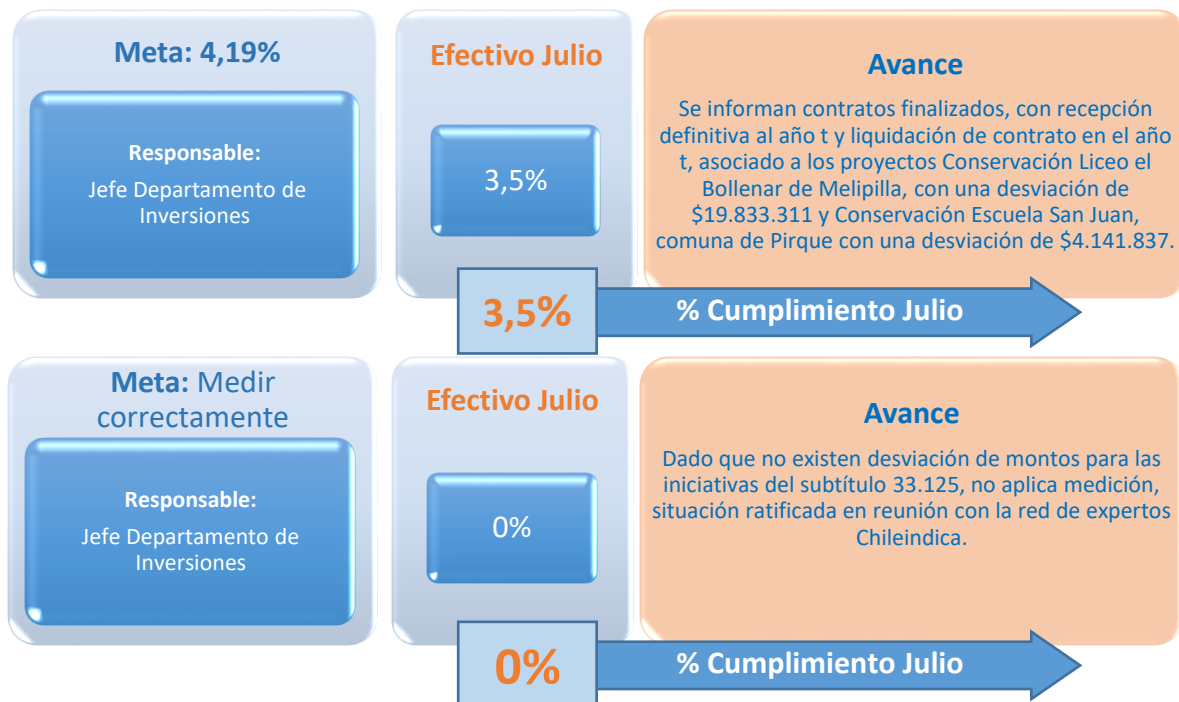 Meta: 4,19%
Responsable:
Jefe Departamento de
Inversiones
Efectivo Julio
3,5%
Avance
Se informan contratos finalizados, con recepción
definitiva al año t y liquidación de contrato en el año
t, asociado a los proyectos Conservación Liceo el
Bollenar de Melipilla, con una desviación de
$19.833.311 y Conservación Escuela San Juan,
comuna de Pirque con una desviación de $4.141.837.
3,5%
% Cumplimiento Julio
Meta: Medir
correctamente
Responsable:
Jefe Departamento de
Inversiones
Efectivo Julio
0%
Avance
Dado que no existen desviación de montos para las
iniciativas del subtítulo 33.125, no aplica medición,
situación ratificada en reunión con la red de expertos
Chileindica.
0%
% Cumplimiento Julio